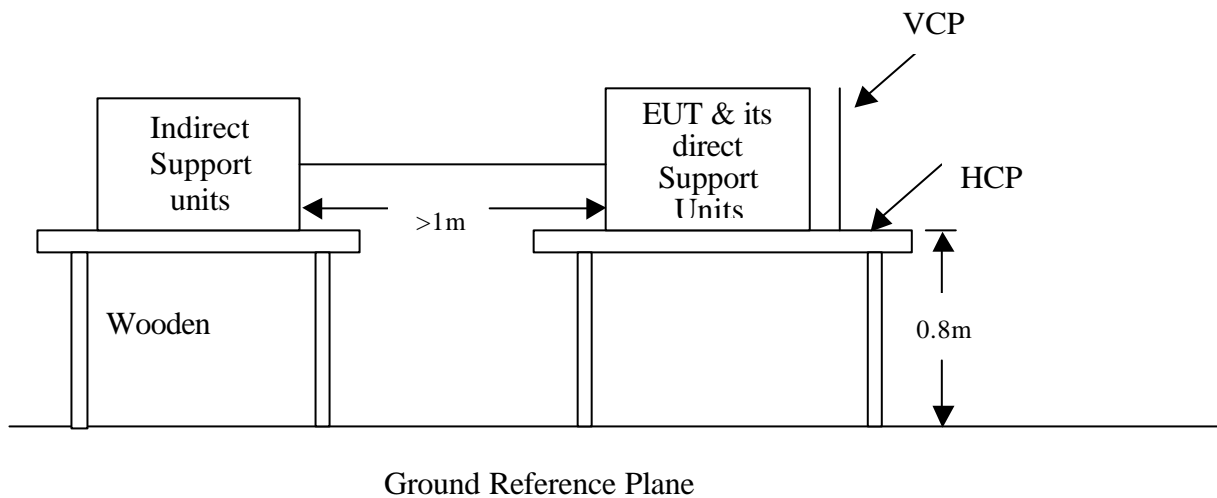 VCP
Indirect
Support
units
EUT & its
direct
Support
Units
HCP
>1m
Wooden
0.8m
Ground Reference Plane